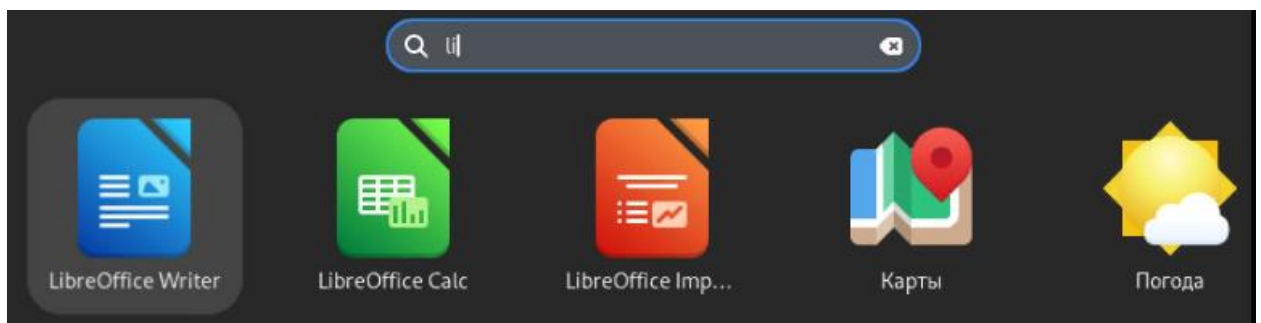 li
LibreOffice Writer
LibreOffice Calc
LibreOffice Imp...
Карты
Погода